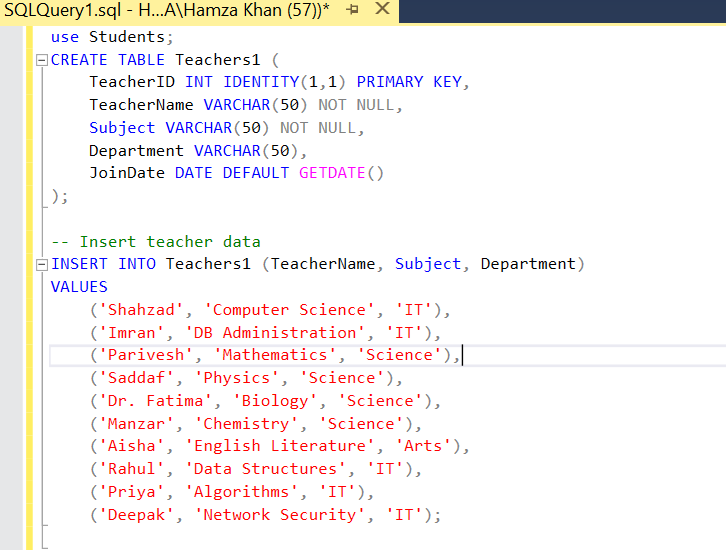 SQLQuery1.sql - H...A\Hamza Khan (57))*
use Students;
CREATE TABLE Teachers1 (
    TeacherID INT IDENTITY(1,1) PRIMARY KEY,
    TeacherName VARCHAR(50) NOT NULL,
    Subject VARCHAR(50) NOT NULL,
    Department VARCHAR(50),
    JoinDate DATE DEFAULT GETDATE()
);
-- Insert teacher data
INSERT INTO Teachers1 (TeacherName, Subject, Department)
VALUES
    ('Shahzad', 'Computer Science', 'IT'),
    ('Imran', 'DB Administration', 'IT'),
    ('Parivesh', 'Mathematics', 'Science'),
    ('Saddaf', 'Physics', 'Science'),
    ('Dr. Fatima', 'Biology', 'Science'),
    ('Manzar', 'Chemistry', 'Science'),
    ('Aisha', 'English Literature', 'Arts'),
    ('Rahul', 'Data Structures', 'IT'),
    ('Priya', 'Algorithms', 'IT'),
    ('Deepak', 'Network Security', 'IT');